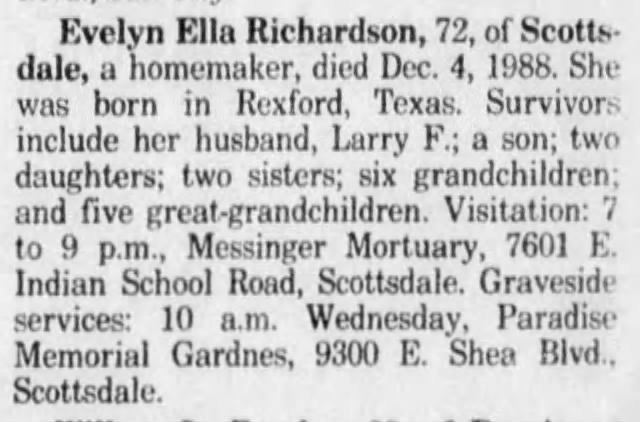 Evelyn Ella Richardson, 72, of Scotts-
dale, a homemaker, died Dec. 4, 1988. She
was born in Rexford, Texas. Survivors
include her husband, Larry F.; a son; two
daughters; two sisters; six grandchildren;
and five great-grandchildren. Visitation: 7
to 9 p.m., Messinger Mortuary, 7601 E.
Indian School Road, Scottsdale. Graveside
services: 10 a.m. Wednesday, Paradise
Memorial Gardnes, 9300 E. Shea Blvd.,
Scottsdale.